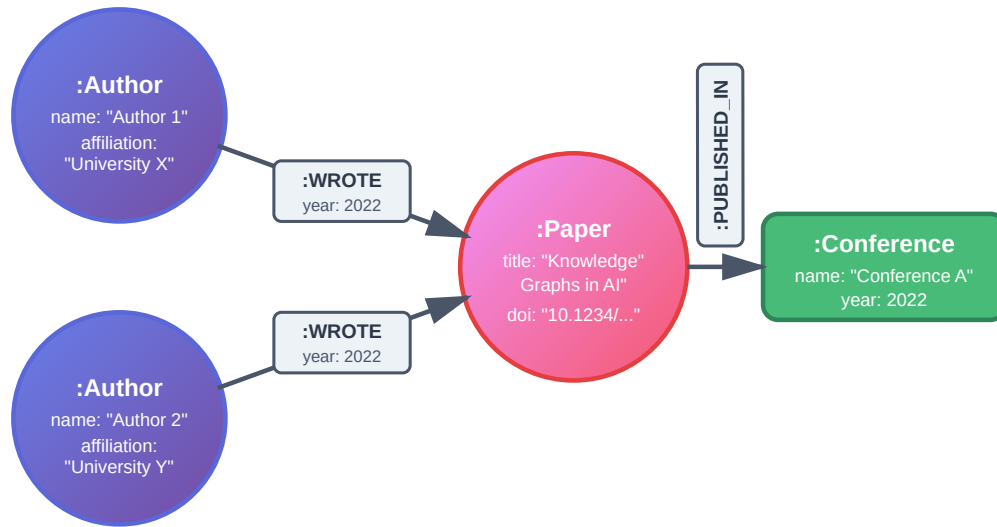 :Author
name: "Author 1"
affiliation:
"University X"
:WROTE
year: 2022
:Author
name: "Author 2"
affiliation:
"University Y"
:WROTE
year: 2022
:Paper
title: "Knowledge"
Graphs in AI"
doi: "10.1234/..."
:PUBLISHED_IN
:Conference
name: "Conference A"
year: 2022